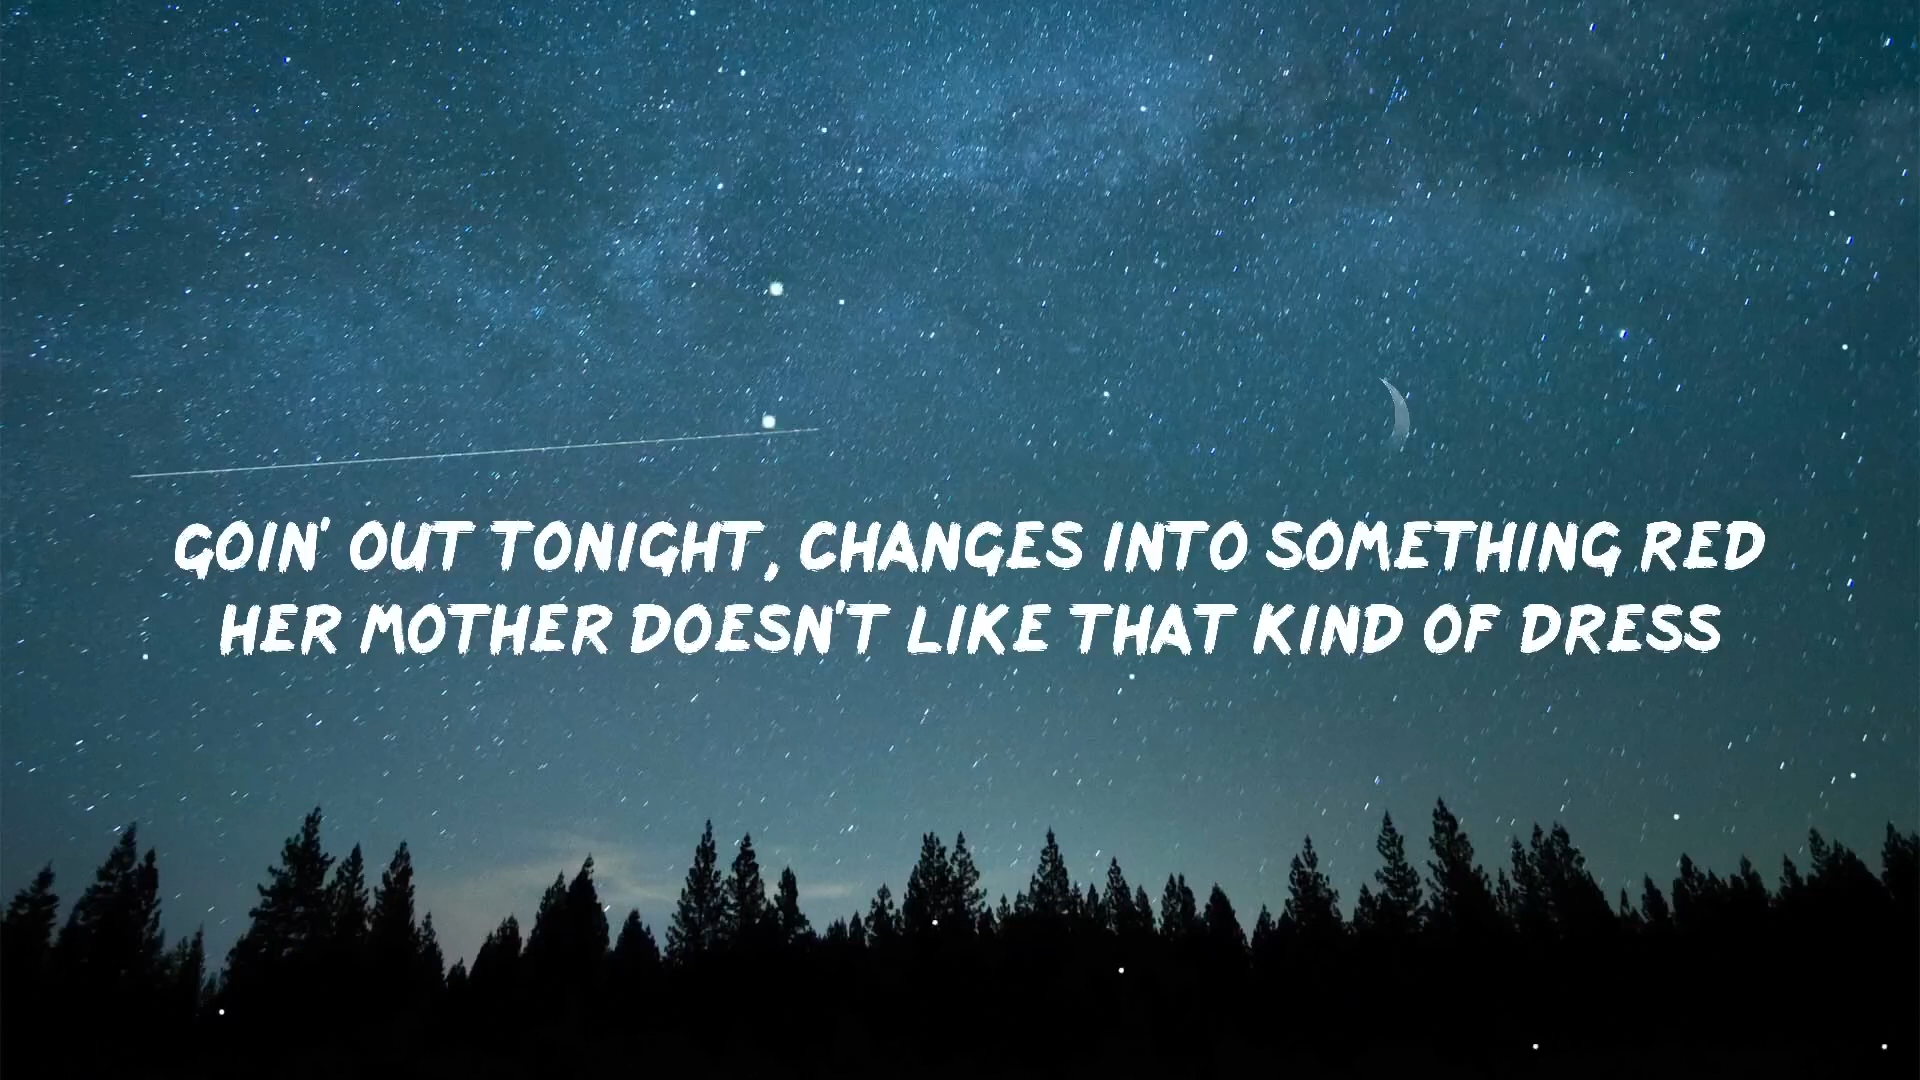 GOIN' OUT TONIGHT, CHANGES INTO SOMETHING RED
HER MOTHER DOESN'T LIKE THAT KIND OF DRESS